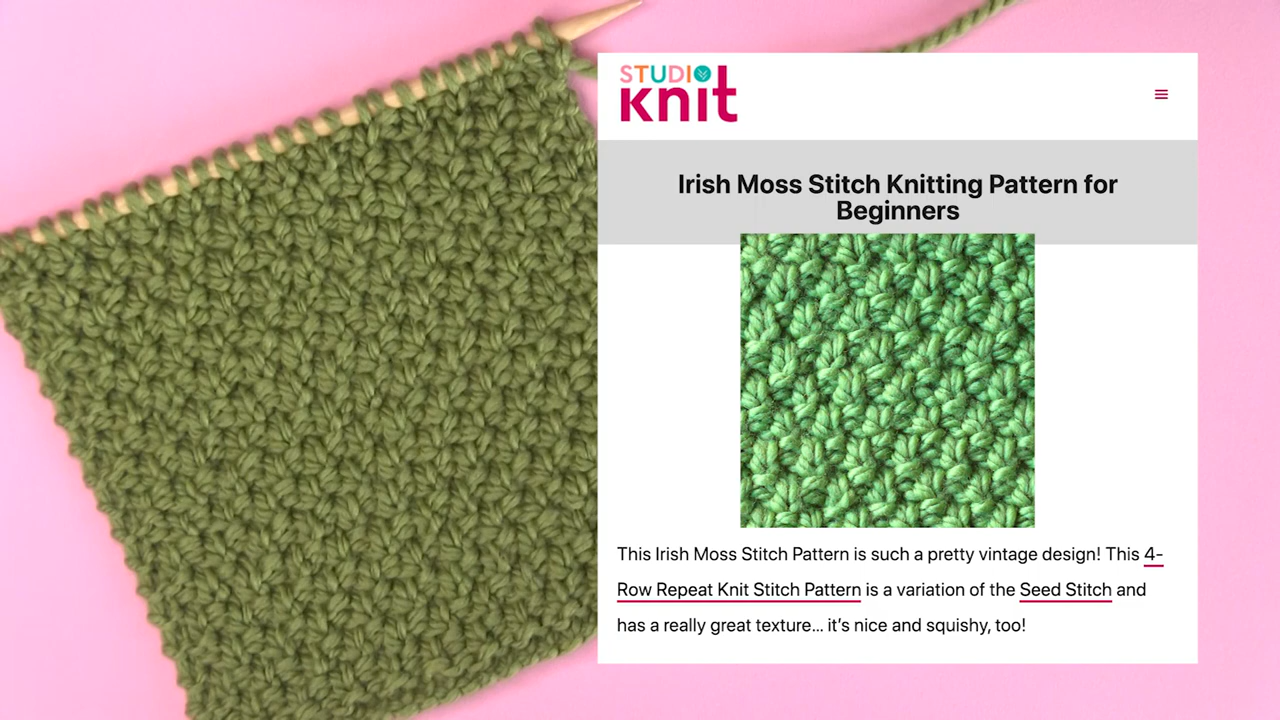 STUDIO
knit
Irish Moss Stitch Knitting Pattern for
Beginners
This Irish Moss Stitch Pattern is such a pretty vintage design! This 4-
Row Repeat Knit Stitch Pattern is a variation of the Seed Stitch and
has a really great texture... it’s nice and squishy, too!